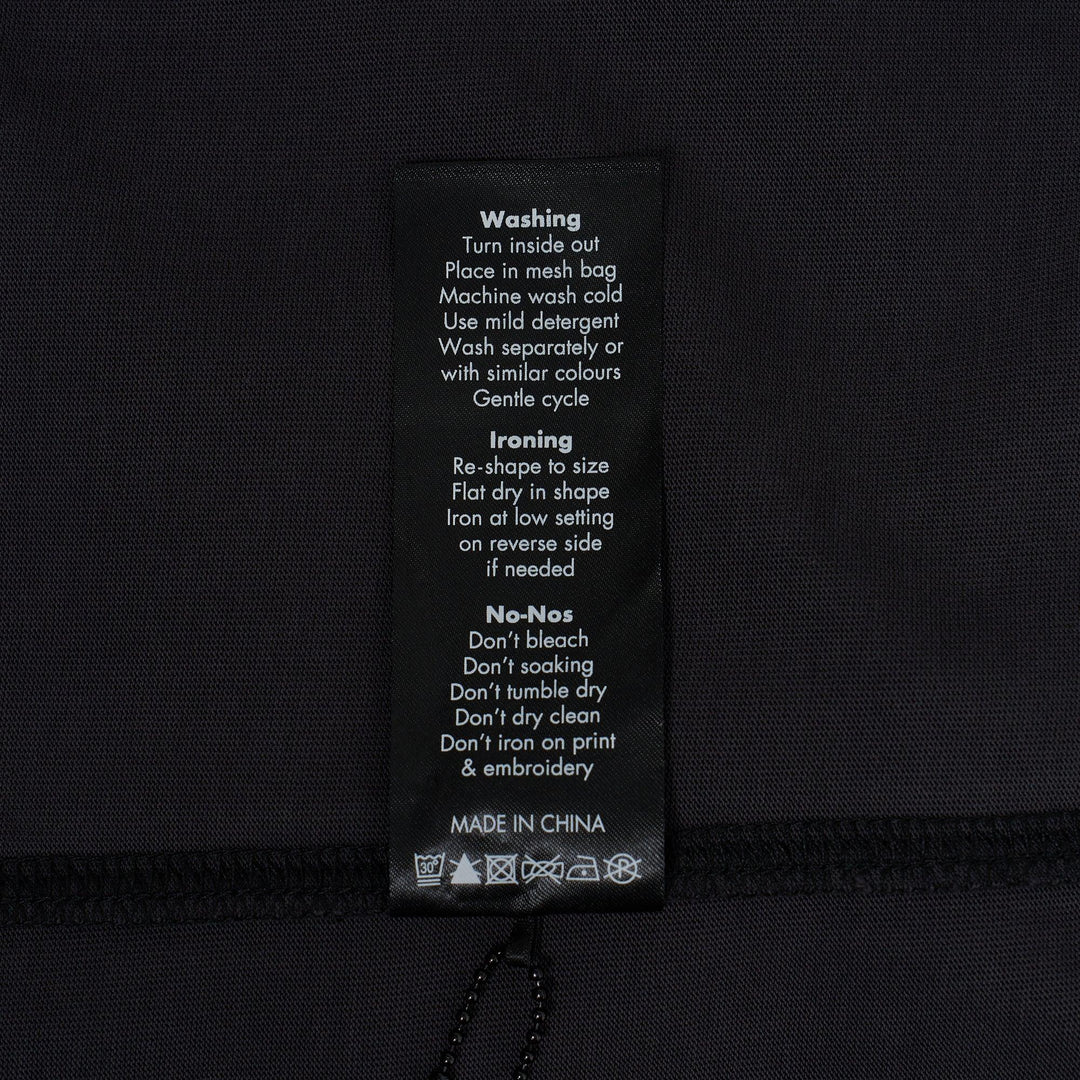 Washing
Turn inside out
Place in mesh bag
Machine wash cold
Use mild detergent
Wash separately or
with similar colours
Gentle cycle
Ironing
Re-shape to size
Flat dry in shape
Iron at low setting
on reverse side
if needed
No-Nos
Don't bleach
Don't soaking
Don't tumble dry
Don't dry clean
Don't iron on print
& embroidery
MADE IN CHINA
30° P